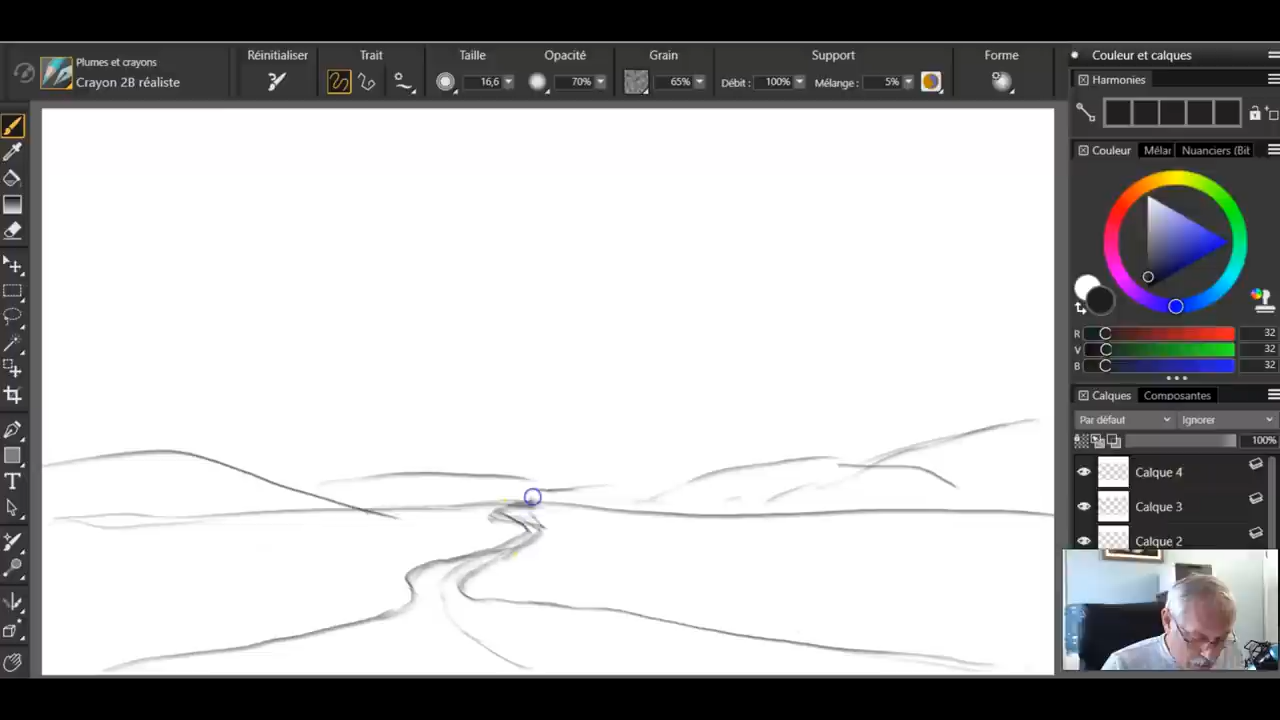 Plumes et crayons
Crayon 2B réaliste
Réinitialiser
Trait
Taille
16,6
Opacité
70%
Grain
65%
Support
Débit : 100%
Mélange : 5%
Forme
Couleur et calques
Harmonies
Couleur
Mélar
Nuanciers (Bit
R 32
V 32
B 32
Calques
Composantes
Par défaut
Ignorer
100%
Calque 4
Calque 3
Calque 2